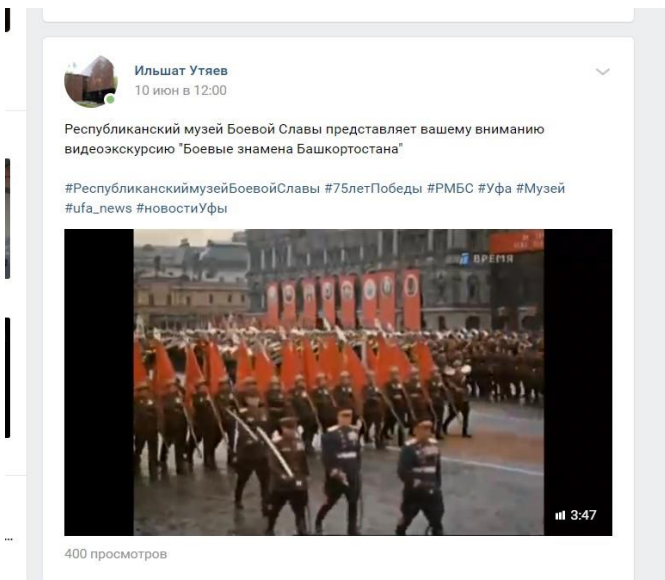 Ильшат Утяев
10 июн в 12:00
Республиканский музей Боевой Славы представляет вашему вниманию
видеоэкскурсию "Боевые знамена Башкортостана"
#РеспубликанскиймузейБоевойСлавы #75летПобеды #РМБС #Уфа #Музей
#ufa_news #новостиУфы
ВРЕМЯ
3:47
400 просмотров
...